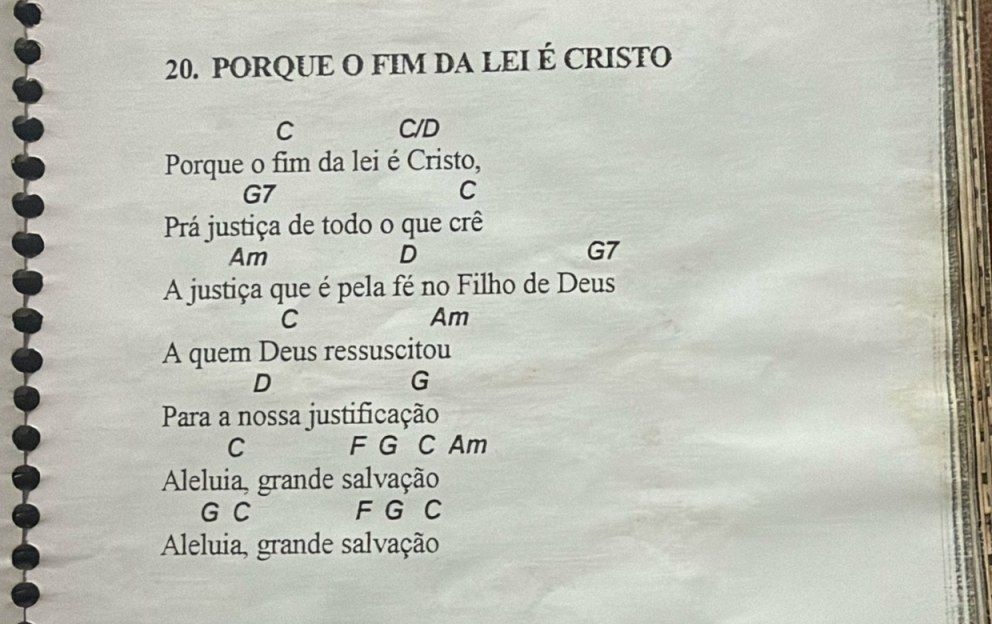 20. PORQUE O FIM DA LEI É CRISTO
C C/D
Porque o fim da lei é Cristo,
G7 C
Prá justiça de todo o que crê
Am D G7
A justiça que é pela fé no Filho de Deus
C Am
A quem Deus ressuscitou
D G
Para a nossa justificação
C F G C Am
Aleluia, grande salvação
G C F G C
Aleluia, grande salvação